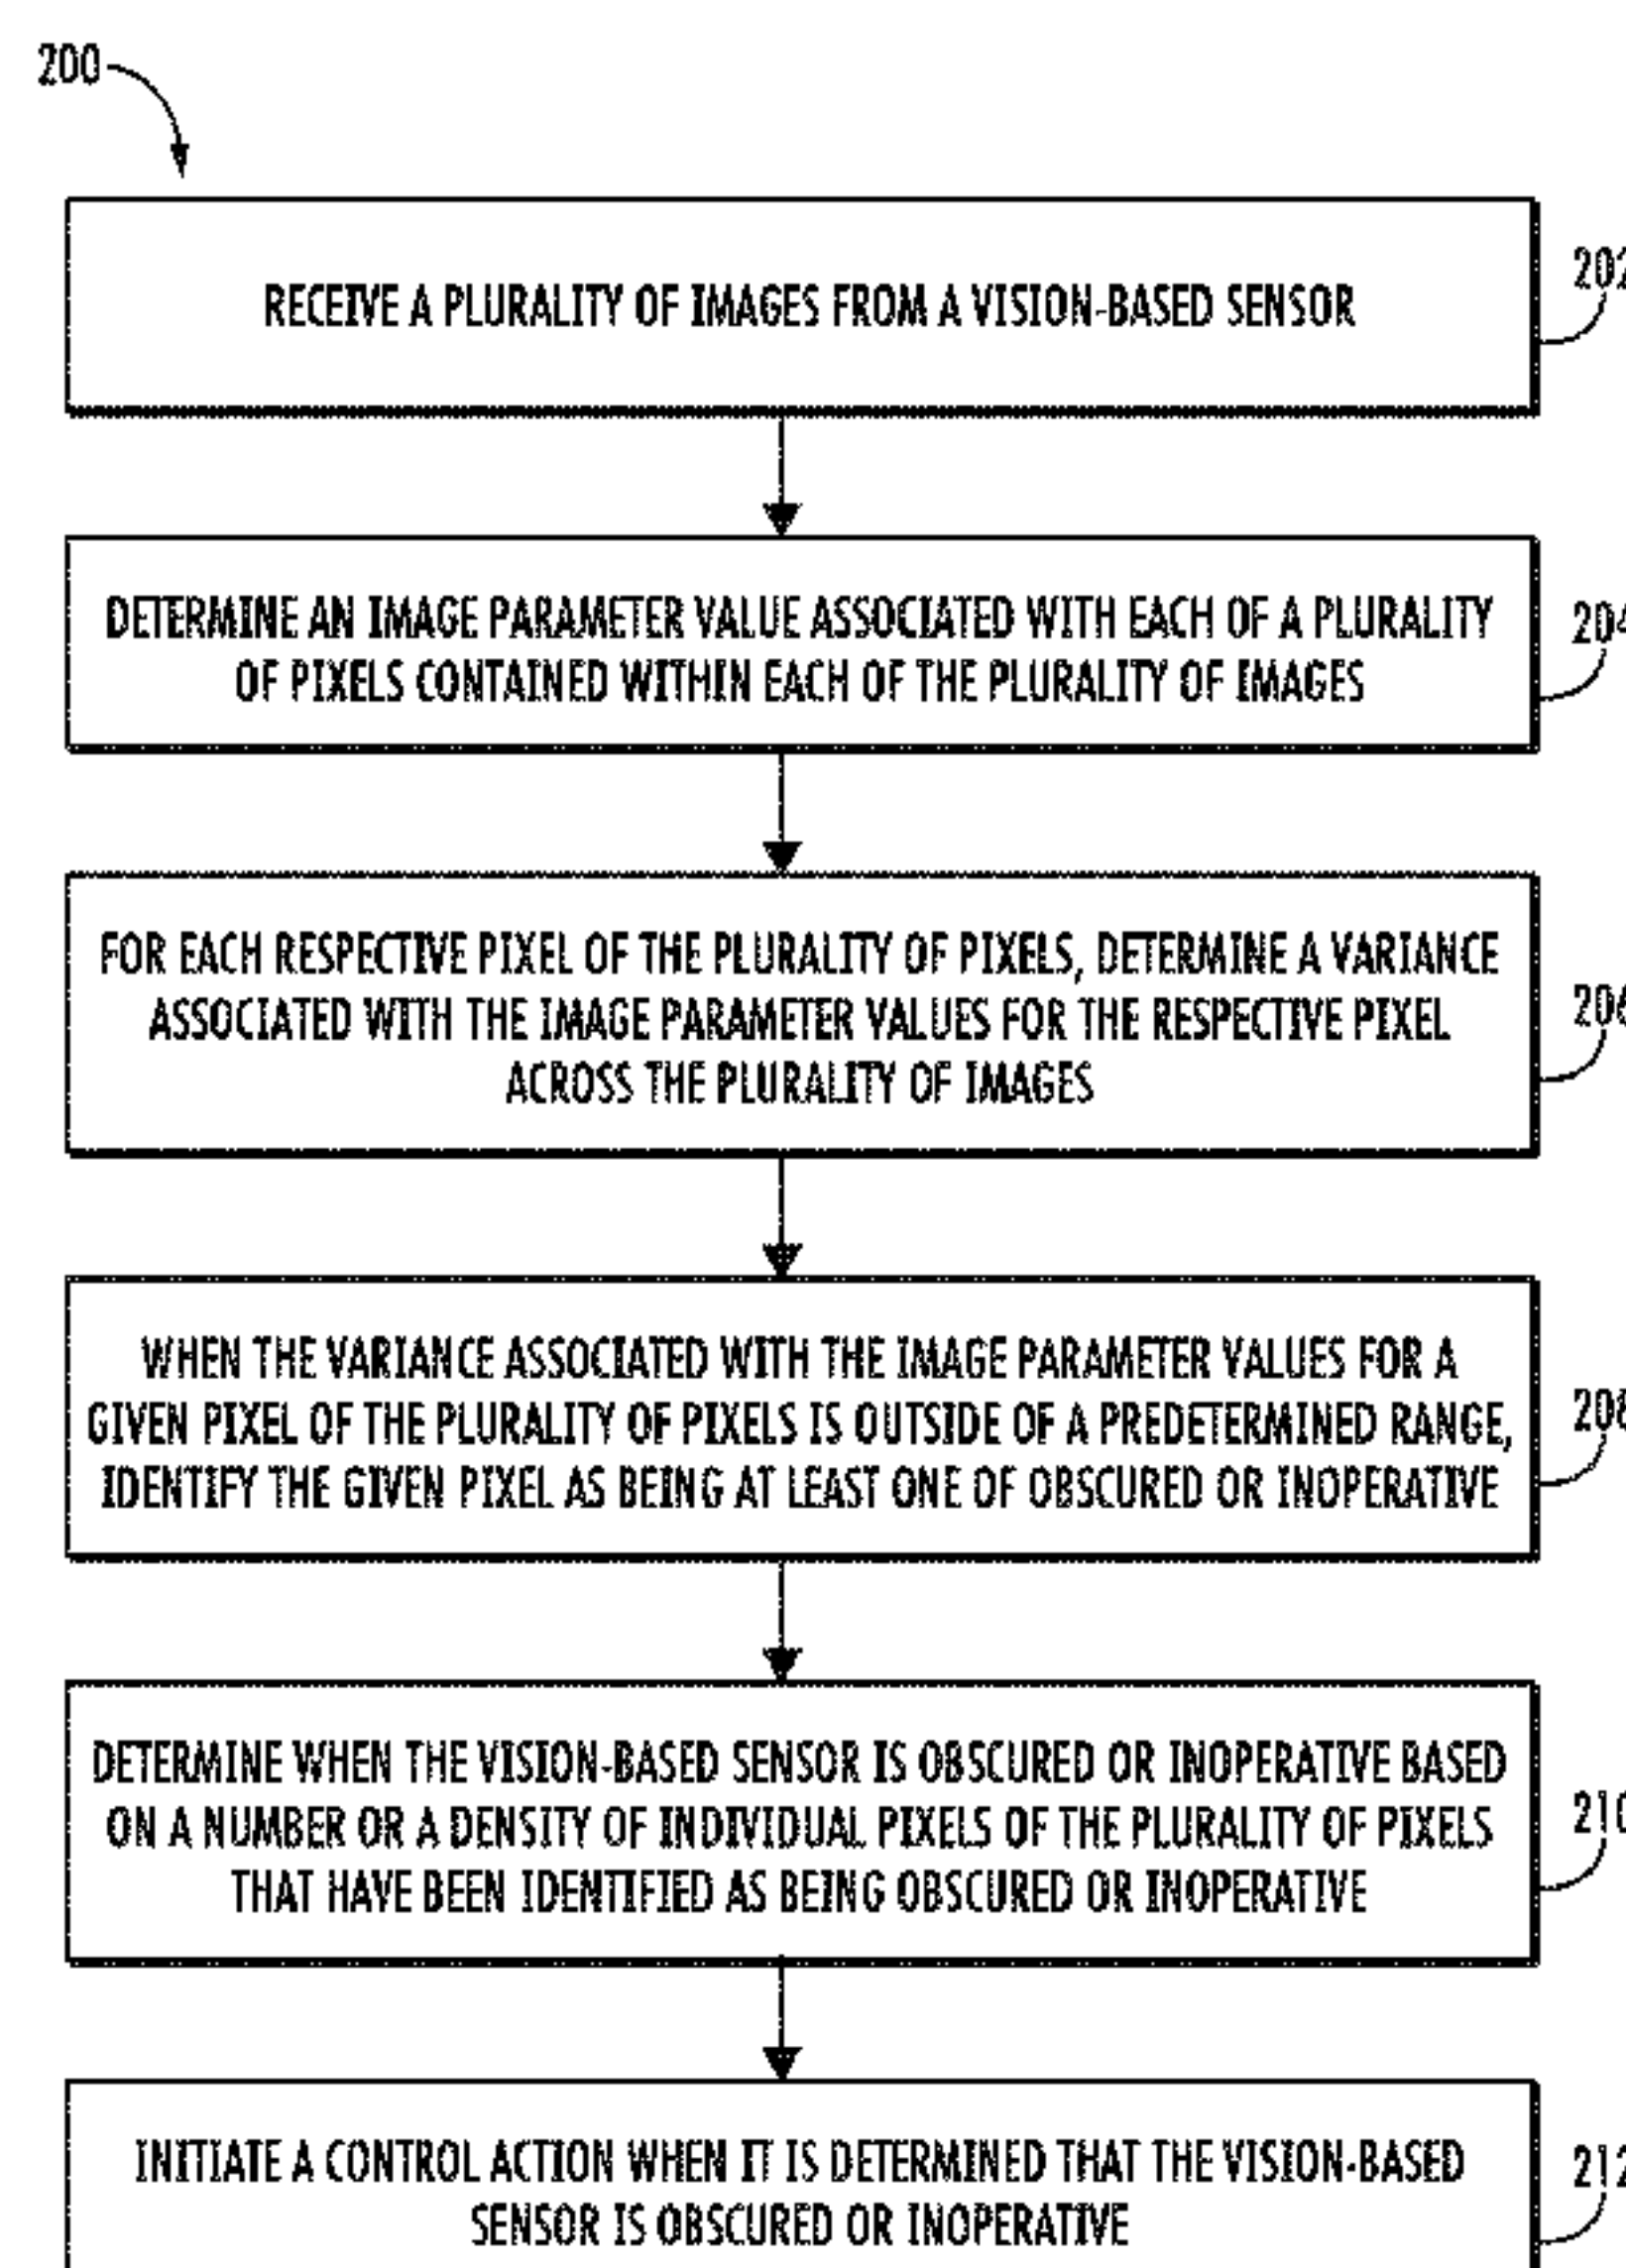 200
RECEIVE A PLURALITY OF IMAGES FROM A VISION-BASED SENSOR
202
DETERMINE AN IMAGE PARAMETER VALUE ASSOCIATED WITH EACH OF A PLURALITY
OF PIXELS CONTAINED WITHIN EACH OF THE PLURALITY OF IMAGES
204
FOR EACH RESPECTIVE PIXEL OF THE PLURALITY OF PIXELS, DETERMINE A VARIANCE
ASSOCIATED WITH THE IMAGE PARAMETER VALUES FOR THE RESPECTIVE PIXEL
ACROSS THE PLURALITY OF IMAGES
206
WHEN THE VARIANCE ASSOCIATED WITH THE IMAGE PARAMETER VALUES FOR A
GIVEN PIXEL OF THE PLURALITY OF PIXELS IS OUTSIDE OF A PREDETERMINED RANGE,
IDENTIFY THE GIVEN PIXEL AS BEING AT LEAST ONE OF OBSCURED OR INOPERATIVE
208
DETERMINE WHEN THE VISION-BASED SENSOR IS OBSCURED OR INOPERATIVE BASED
ON A NUMBER OR A DENSITY OF INDIVIDUAL PIXELS OF THE PLURALITY OF PIXELS
THAT HAVE BEEN IDENTIFIED AS BEING OBSCURED OR INOPERATIVE
210
INITIATE A CONTROL ACTION WHEN IT IS DETERMINED THAT THE VISION-BASED
SENSOR IS OBSCURED OR INOPERATIVE
212